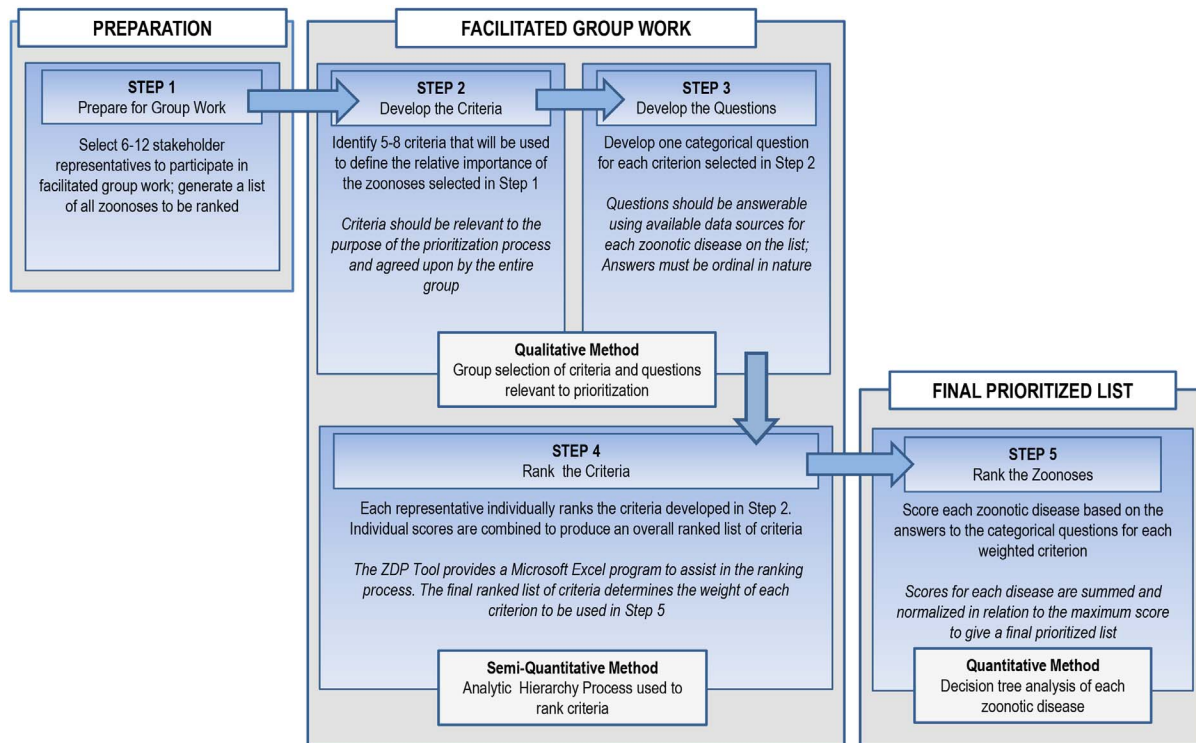 PREPARATION
STEP 1
Prepare for Group Work
Select 6-12 stakeholder
representatives to participate in
facilitated group work; generate a list
of all zoonoses to be ranked
FACILITATED GROUP WORK
STEP 2
Develop the Criteria
Identify 5-8 criteria that will be used
to define the relative importance of
the zoonoses selected in Step 1
Criteria should be relevant to the
purpose of the prioritization process
and agreed upon by the entire
group
STEP 3
Develop the Questions
Develop one categorical question
for each criterion selected in Step 2
Questions should be answerable
using available data sources for
each zoonotic disease on the list;
Answers must be ordinal in nature
Qualitative Method
Group selection of criteria and questions
relevant to prioritization
STEP 4
Rank the Criteria
Each representative individually ranks the criteria developed in Step 2.
Individual scores are combined to produce an overall ranked list of criteria
The ZDP Tool provides a Microsoft Excel program to assist in the ranking
process. The final ranked list of criteria determines the weight of each
criterion to be used in Step 5
Semi-Quantitative Method
Analytic Hierarchy Process used to
rank criteria
FINAL PRIORITIZED LIST
STEP 5
Rank the Zoonoses
Score each zoonotic disease based on the
answers to the categorical questions for each
weighted criterion
Scores for each disease are summed and
normalized in relation to the maximum score
to give a final prioritized list
Quantitative Method
Decision tree analysis of each
zoonotic disease